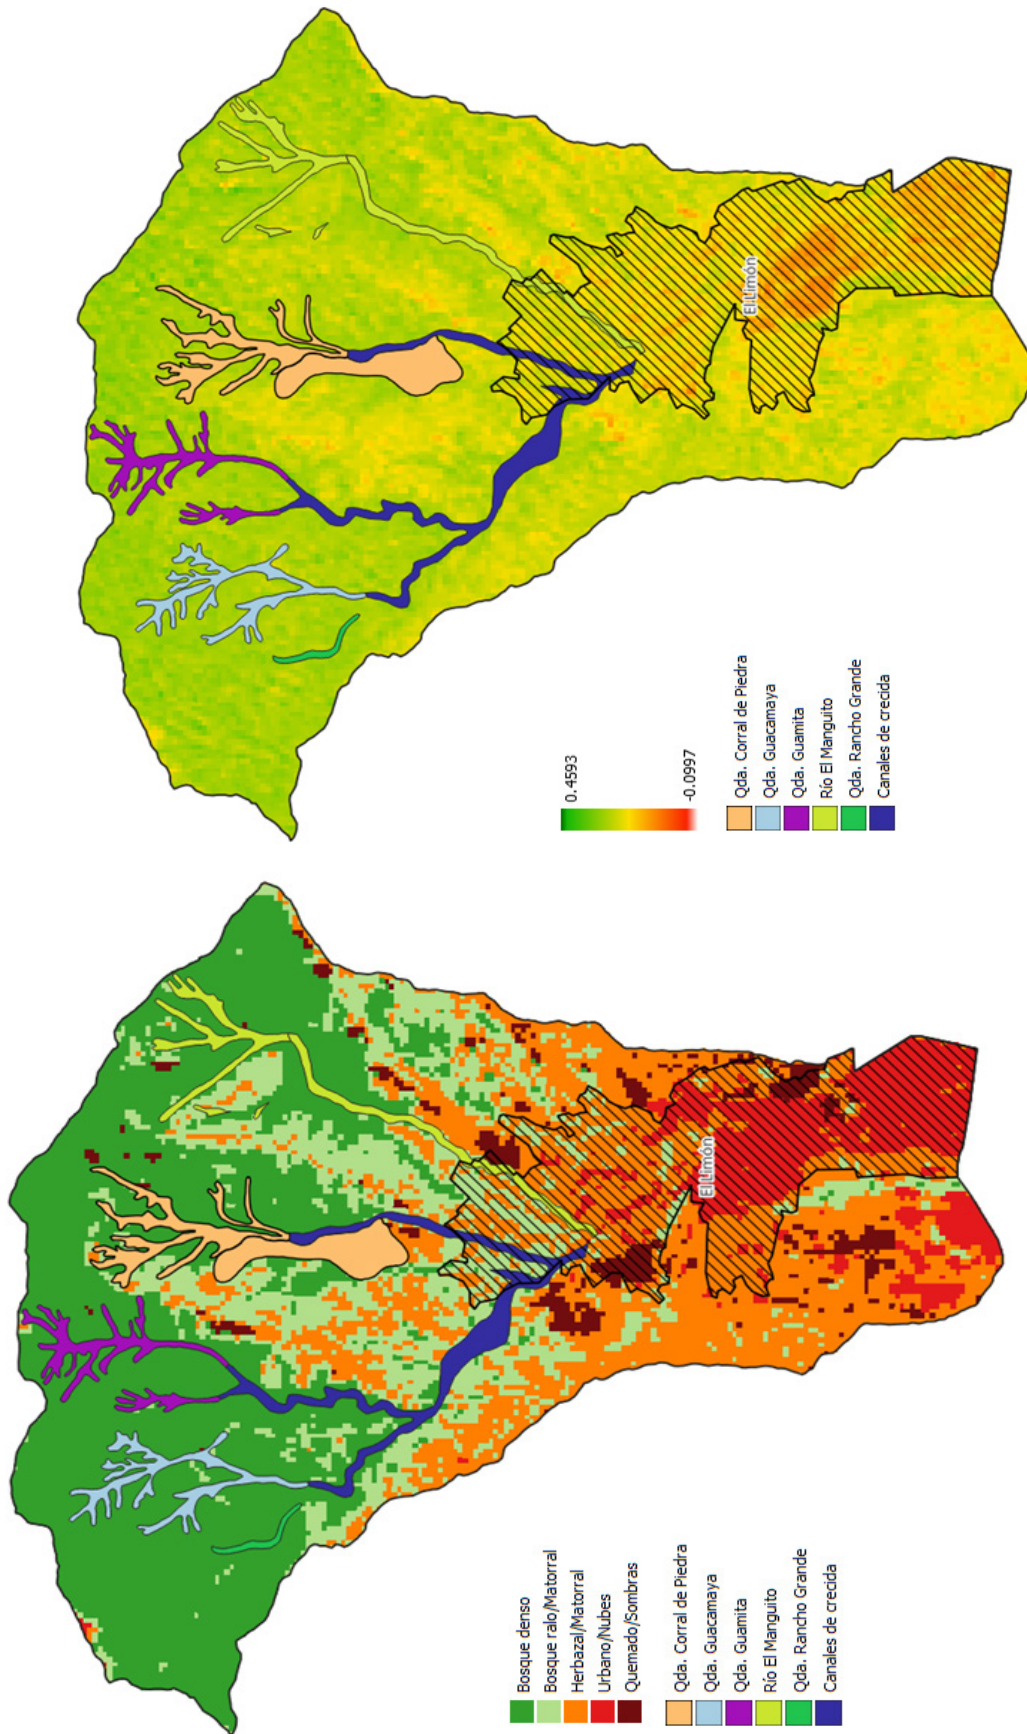 El Limón
0.4593
-0.0997
Qda. Corral de Piedra
Qda. Guacamaya
Qda. Guamita
Río El Manguito
Qda. Rancho Grande
Canales de crecida
El Limón
Bosque denso
Bosque ralo/Matorral
Herbazal/Matorral
Urbano/Nubes
Quemado/Sombras
Qda. Corral de Piedra
Qda. Guacamaya
Qda. Guamita
Río El Manguito
Qda. Rancho Grande
Canales de crecida